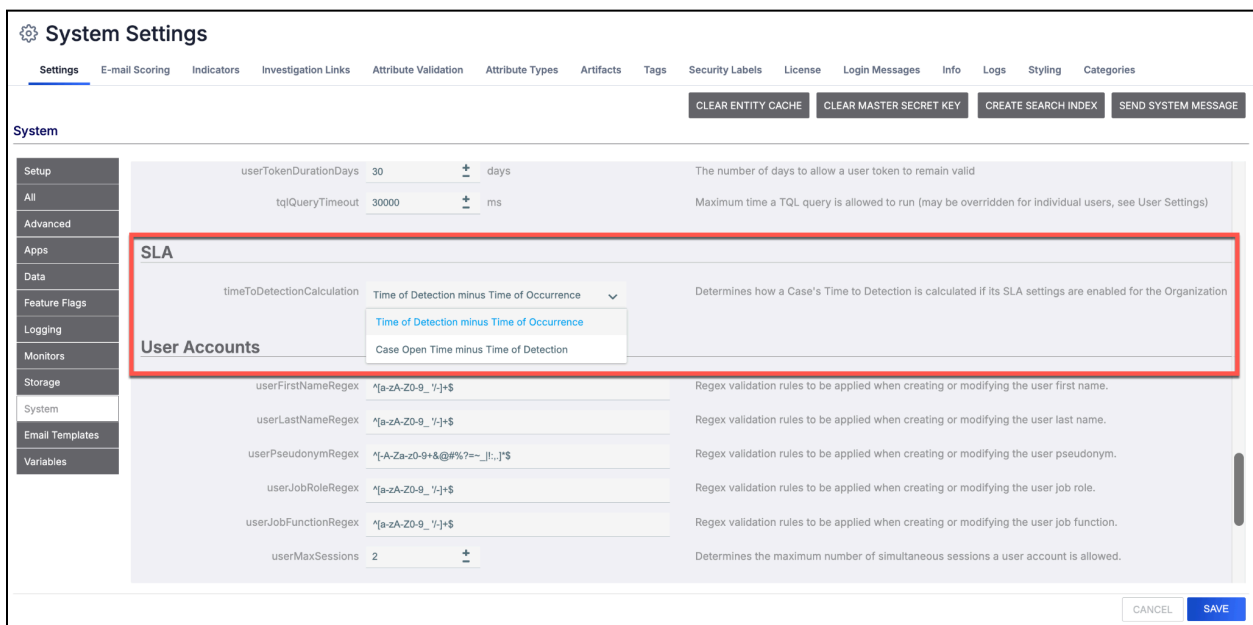 System Settings
Settings E-mail Scoring Indicators Investigation Links Attribute Validation Attribute Types Artifacts Tags Security Labels License Login Messages Info Logs Styling Categories
CLEAR ENTITY CACHE CLEAR MASTER SECRET KEY CREATE SEARCH INDEX SEND SYSTEM MESSAGE
System
Setup
All
Advanced
Apps
Data
Feature Flags
Logging
Monitors
Storage
System
Email Templates
Variables
userTokenDurationDays 30 days The number of days to allow a user token to remain valid
tqlQueryTimeout 30000 ms Maximum time a TQL query is allowed to run (may be overridden for individual users, see User Settings)
SLA
timeToDetectionCalculation Time of Detection minus Time of Occurrence Determines how a Case's Time to Detection is calculated if its SLA settings are enabled for the Organization
Time of Detection minus Time of Occurrence
Case Open Time minus Time of Detection
User Accounts
userFirstNameRegex ^[a-zA-Z0-9_ '/-]+$ Regex validation rules to be applied when creating or modifying the user first name.
userLastNameRegex ^[a-zA-Z0-9_ '/-]+$ Regex validation rules to be applied when creating or modifying the user last name.
userPseudonymRegex ^[-A-Za-z0-9+&@#%?=~_|!:,.]*$ Regex validation rules to be applied when creating or modifying the user pseudonym.
userJobRoleRegex ^[a-zA-Z0-9_ '/-]+$ Regex validation rules to be applied when creating or modifying the user job role.
userJobFunctionRegex ^[a-zA-Z0-9_ '/-]+$ Regex validation rules to be applied when creating or modifying the user job function.
userMaxSessions 2 Determines the maximum number of simultaneous sessions a user account is allowed.
CANCEL SAVE